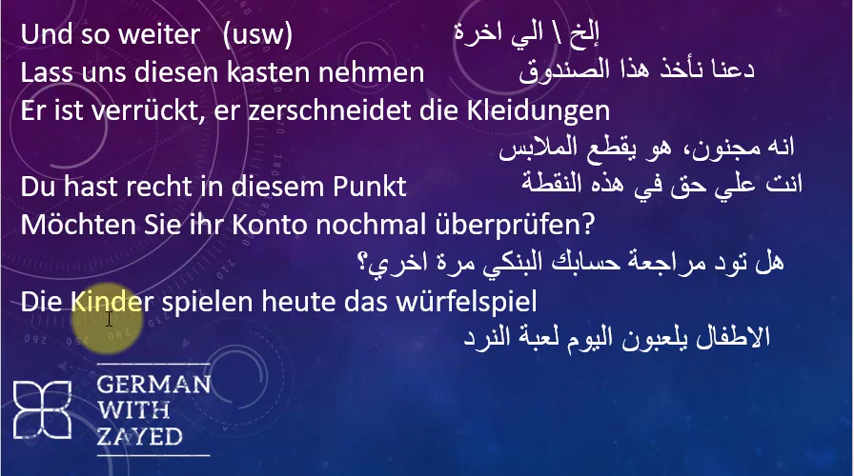 Und so weiter (usw) إلخ \ الي اخرة
Lass uns diesen kasten nehmen دعنا نأخذ هذا الصندوق
Er ist verrückt, er zerschneidet die Kleidungen
انه مجنون، هو يقطع الملابس
Du hast recht in diesem Punkt انت علي حق في هذه النقطة
Möchten Sie ihr Konto nochmal überprüfen?
هل تود مراجعة حسابك البنكي مرة اخري؟
Die Kinder spielen heute das würfelspiel
الاطفال يلعبون اليوم لعبة النرد
GERMAN
WITH
ZAYED